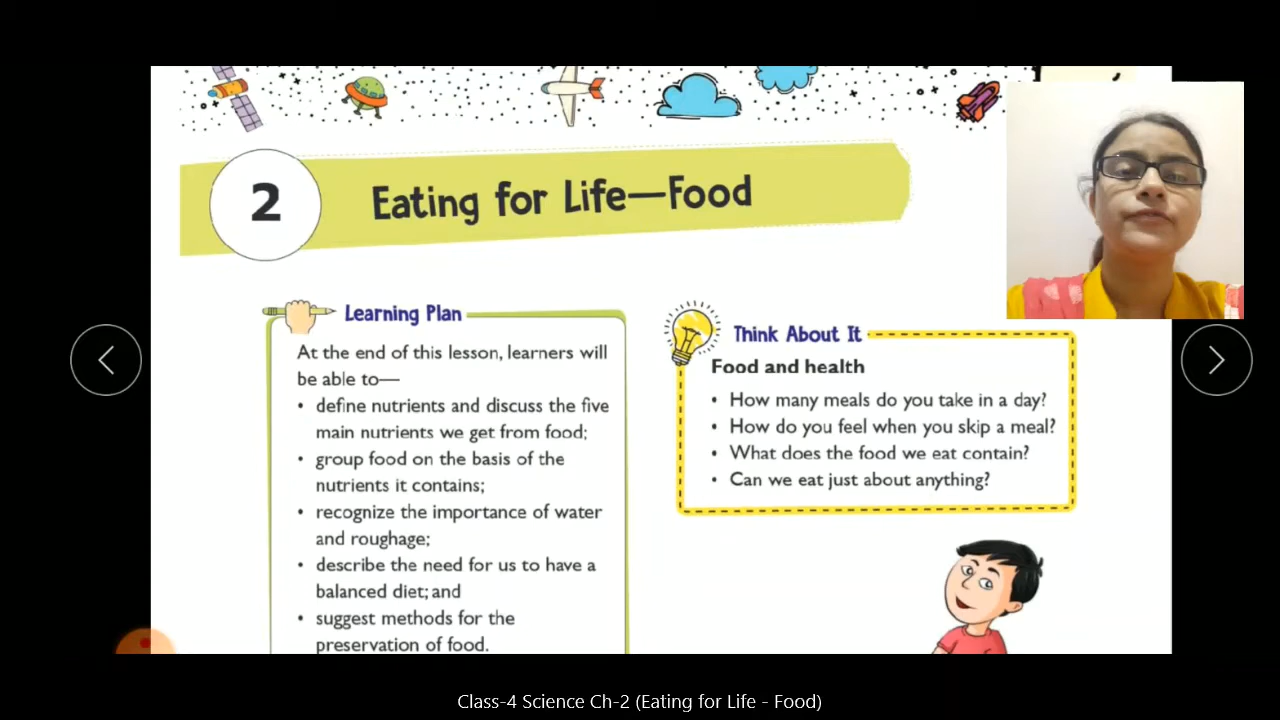 2
Eating for Life—Food
Learning Plan
At the end of this lesson, learners will
be able to—
• define nutrients and discuss the five
main nutrients we get from food;
• group food on the basis of the
nutrients it contains;
• recognize the importance of water
and roughage;
• describe the need for us to have a
balanced diet; and
• suggest methods for the
preservation of food.
Think About It
Food and health
• How many meals do you take in a day?
• How do you feel when you skip a meal?
• What does the food we eat contain?
• Can we eat just about anything?
Class-4 Science Ch-2 (Eating for Life - Food)